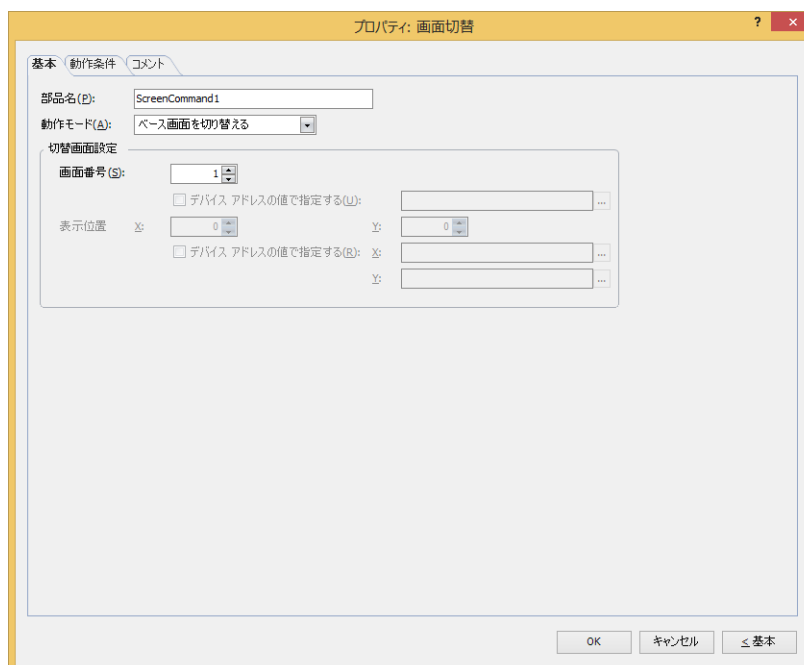 プロパティ: 画面切替
? ×
基本 動作条件 コメント
部品名(P): ScreenCommand1
動作モード(A): ベース画面を切り替える
切替画面設定
画面番号(S): 1
デバイス アドレスの値で指定する(U): ...
表示位置 X: 0 Y: 0
デバイス アドレスの値で指定する(R): X: ...
Y: ...
OK キャンセル < 基本